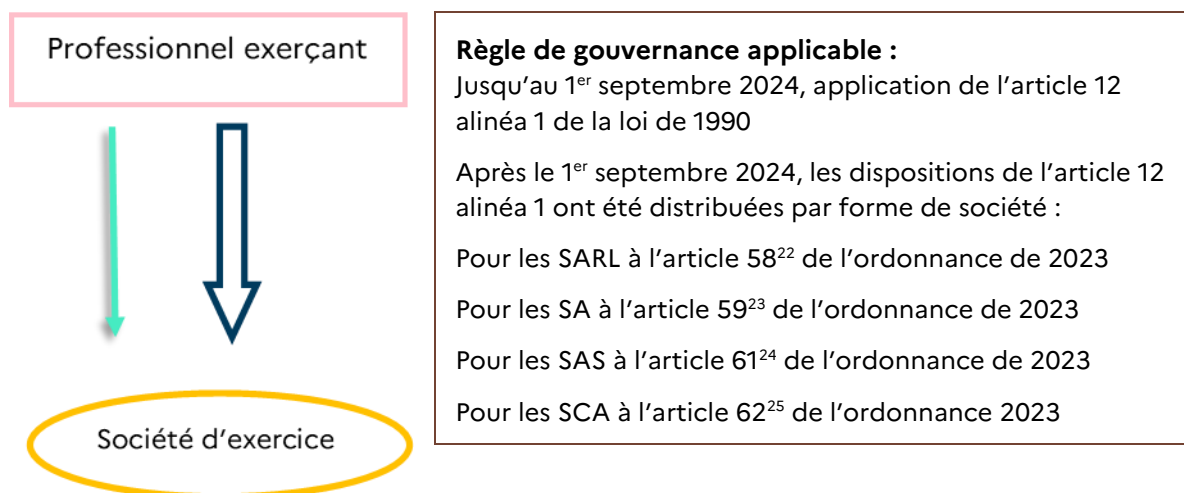 Professionnel exerçant
Société d'exercice
Règle de gouvernance applicable :
Jusqu'au 1er septembre 2024, application de l'article 12
alinéa 1 de la loi de 1990
Après le 1er septembre 2024, les dispositions de l'article 12
alinéa 1 ont été distribuées par forme de société :
Pour les SARL à l'article 58²² de l'ordonnance de 2023
Pour les SA à l'article 59²³ de l'ordonnance de 2023
Pour les SAS à l'article 61²⁴ de l'ordonnance de 2023
Pour les SCA à l'article 62²⁵ de l'ordonnance 2023